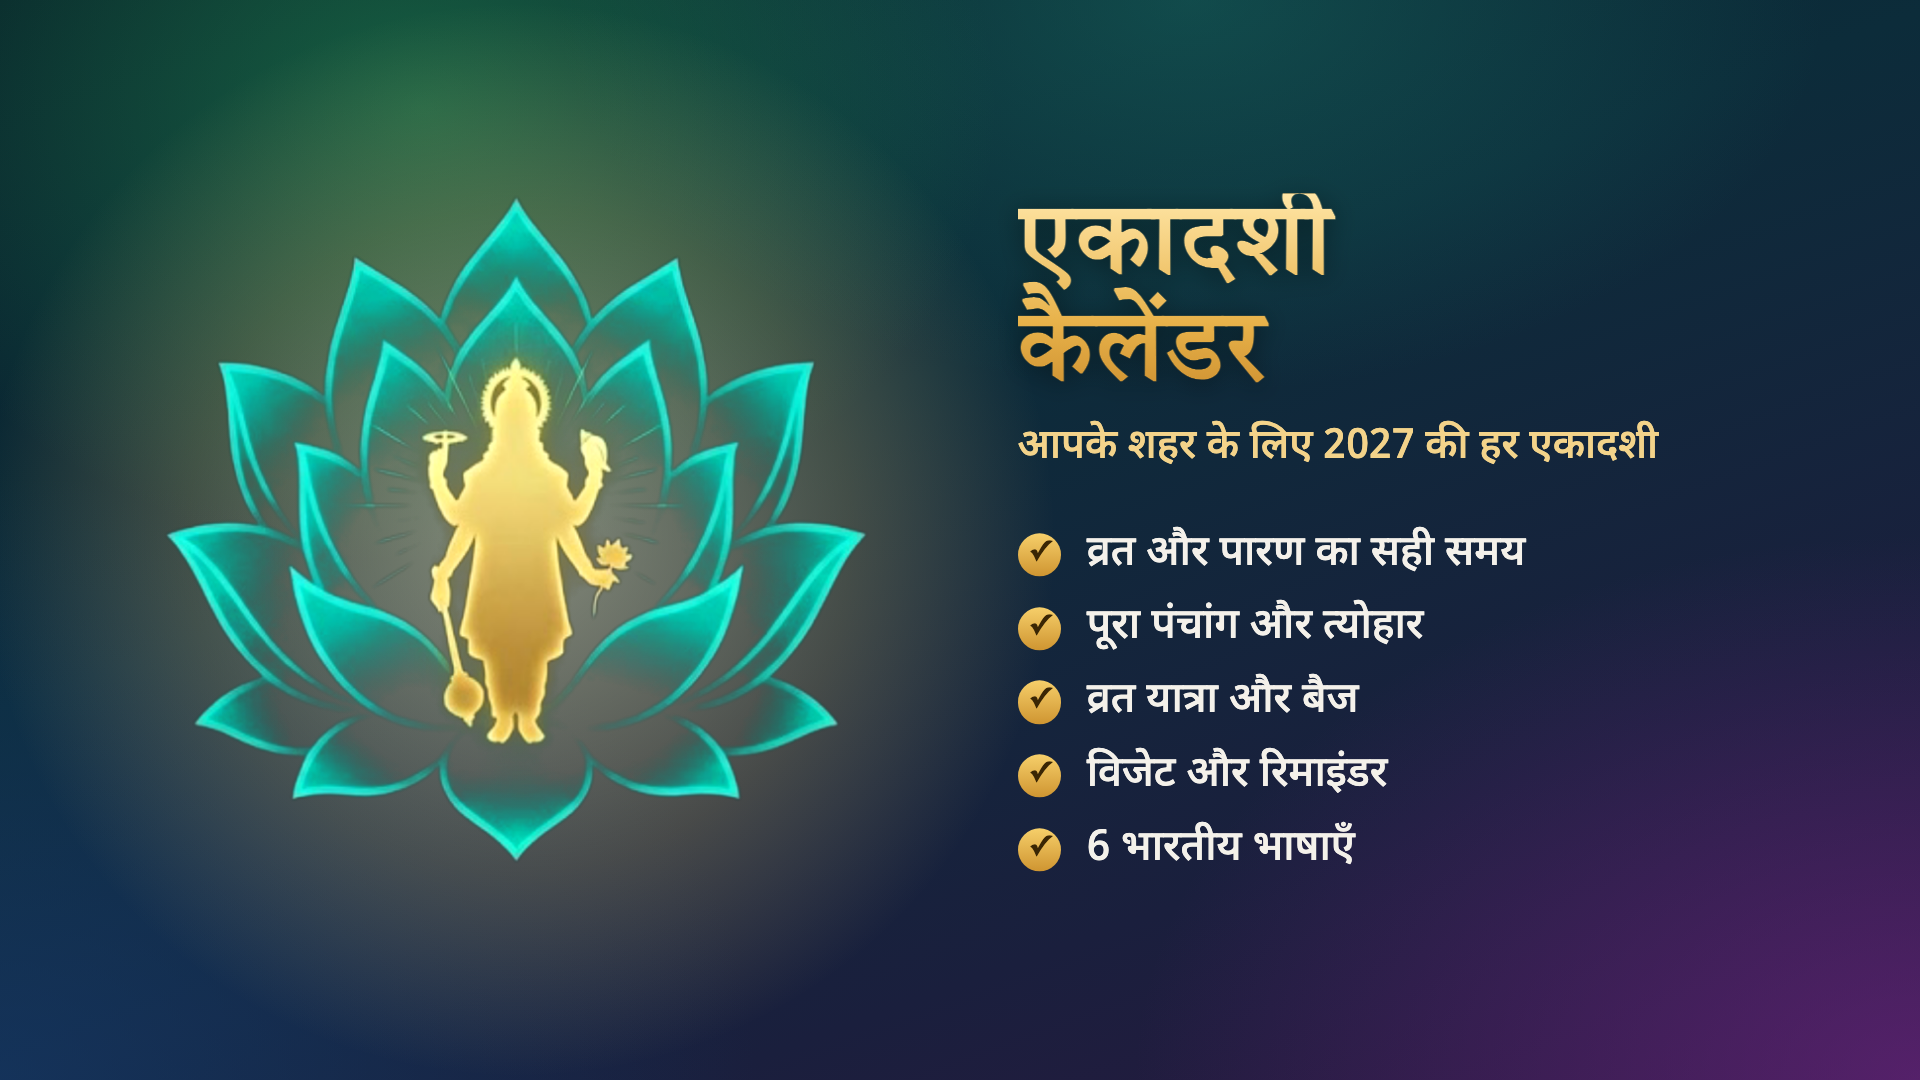 एकादशी
कैलेंडर
आपके शहर के लिए 2027 की हर एकादशी
व्रत और पारण का सही समय
पूरा पंचांग और त्योहार
व्रत यात्रा और बैज
विजेट और रिमाइंडर
6 भारतीय भाषाएँ